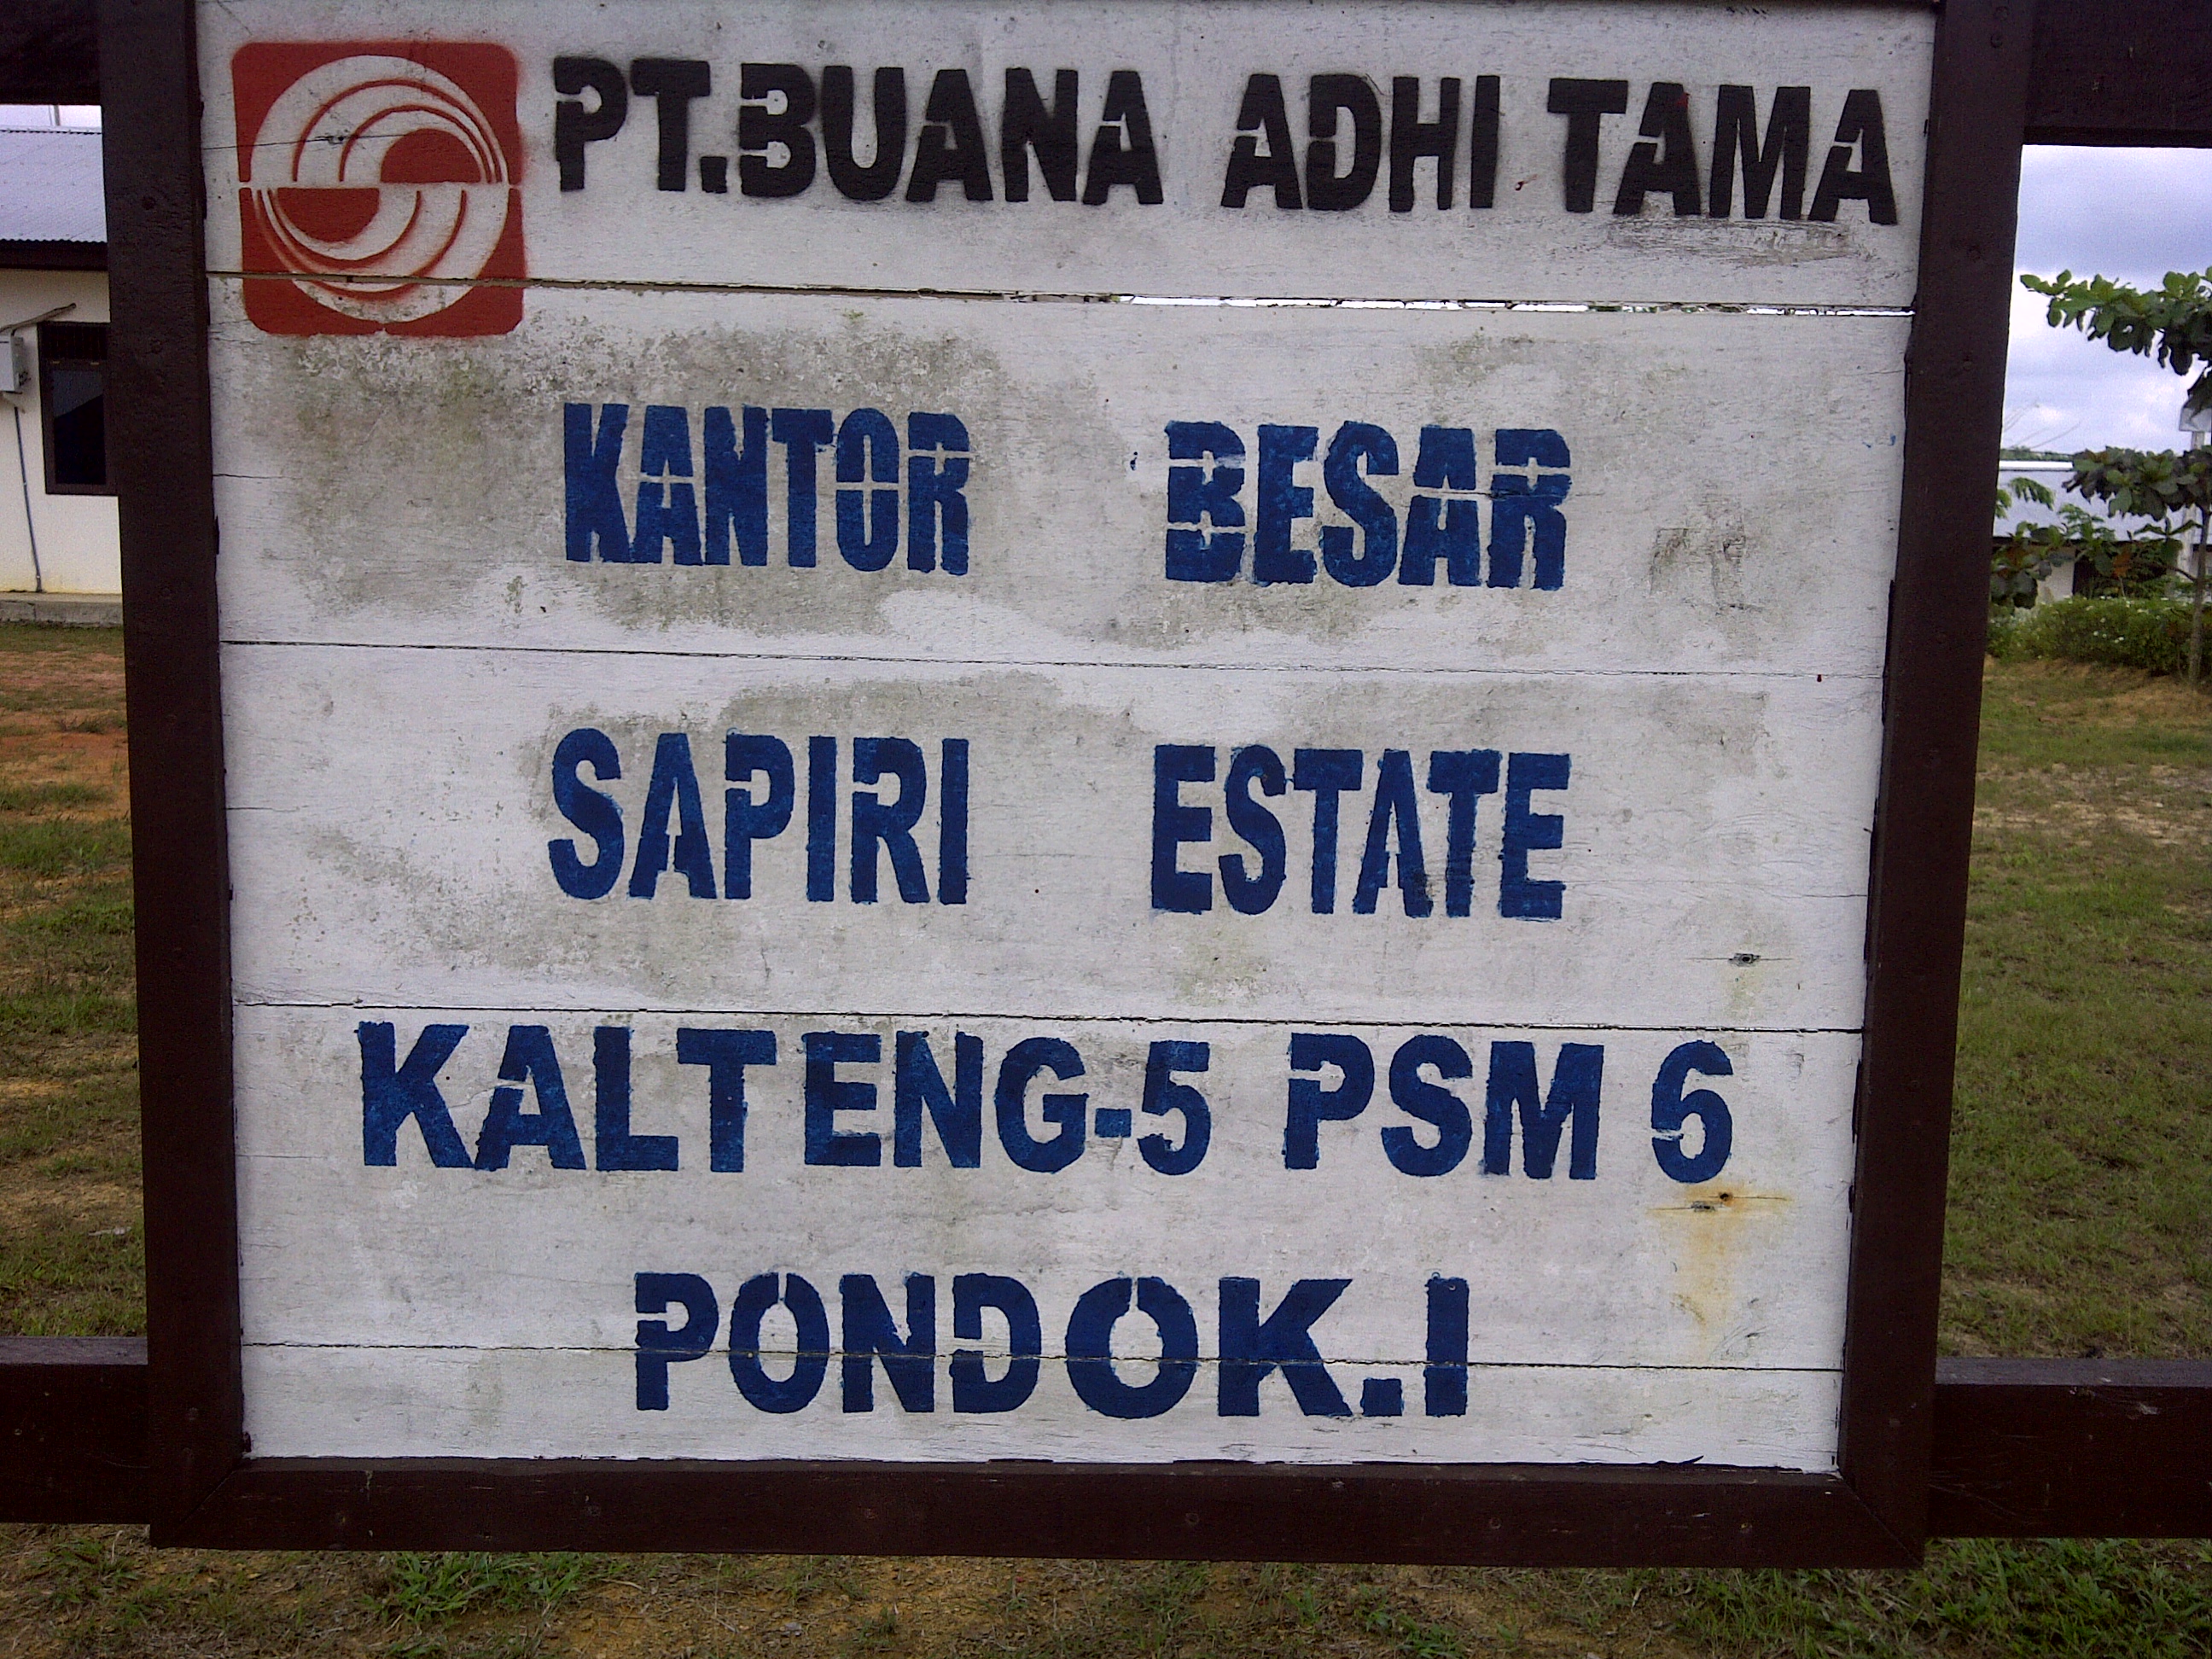 PT.BUANA ADHI TAMA
KANTOR BESAR
SAPIRI ESTATE
KALTENG-5 PSM 6
PONDOK.I